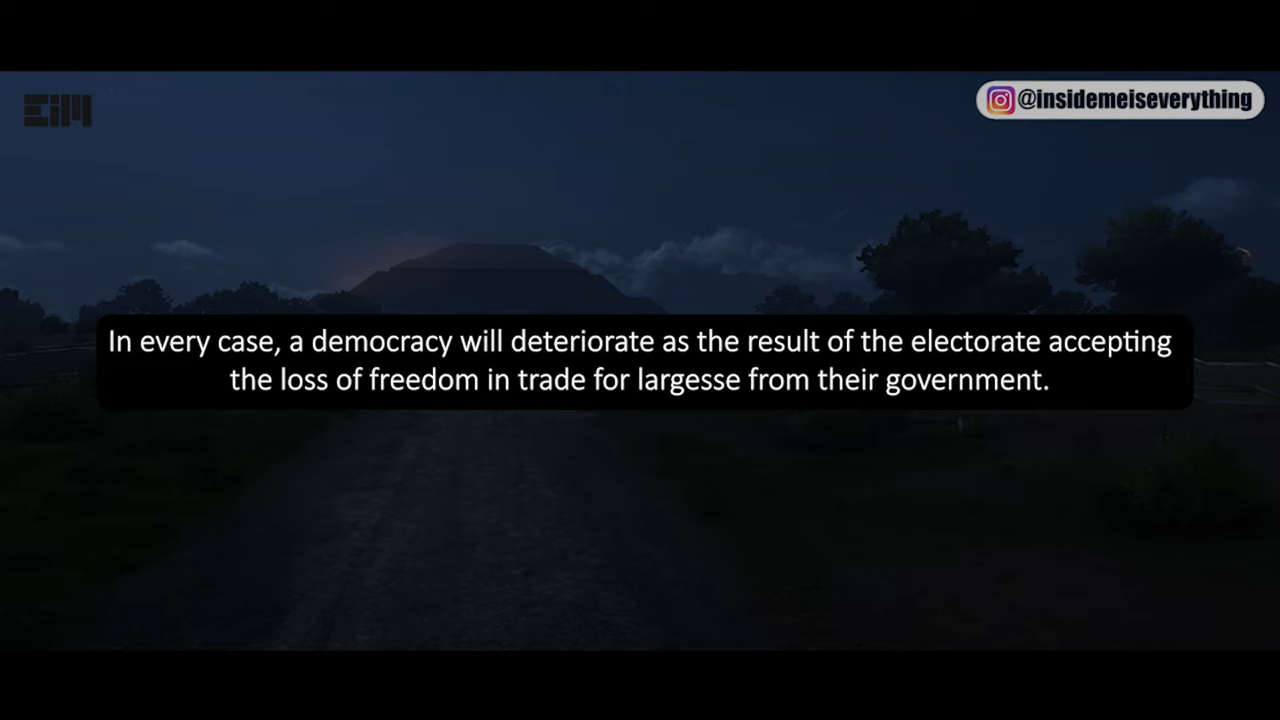 EIM
@insidemeiseverything
In every case, a democracy will deteriorate as the result of the electorate accepting
the loss of freedom in trade for largesse from their government.